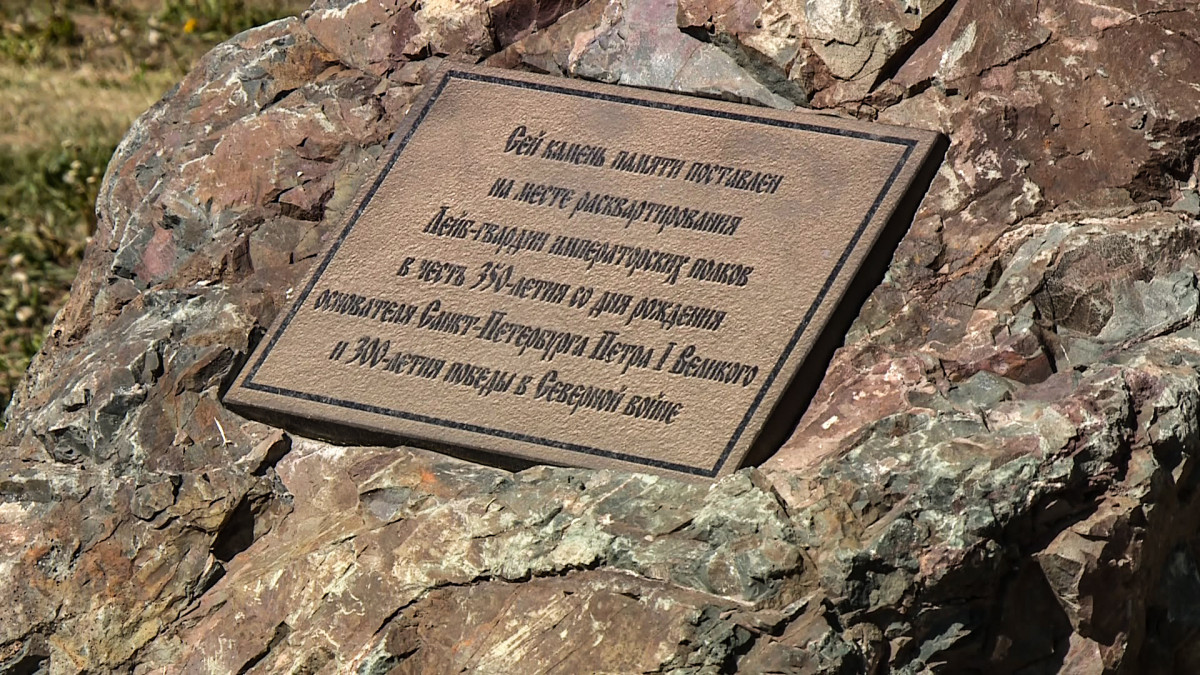 Сей камень памяти поставлен
на месте расквартирования
Лейб-гвардии императорских полков
в честь 350-летия со дня рождения
основателя Санкт-Петербурга Петра I Великого
и 300-летия победы в Северной войне